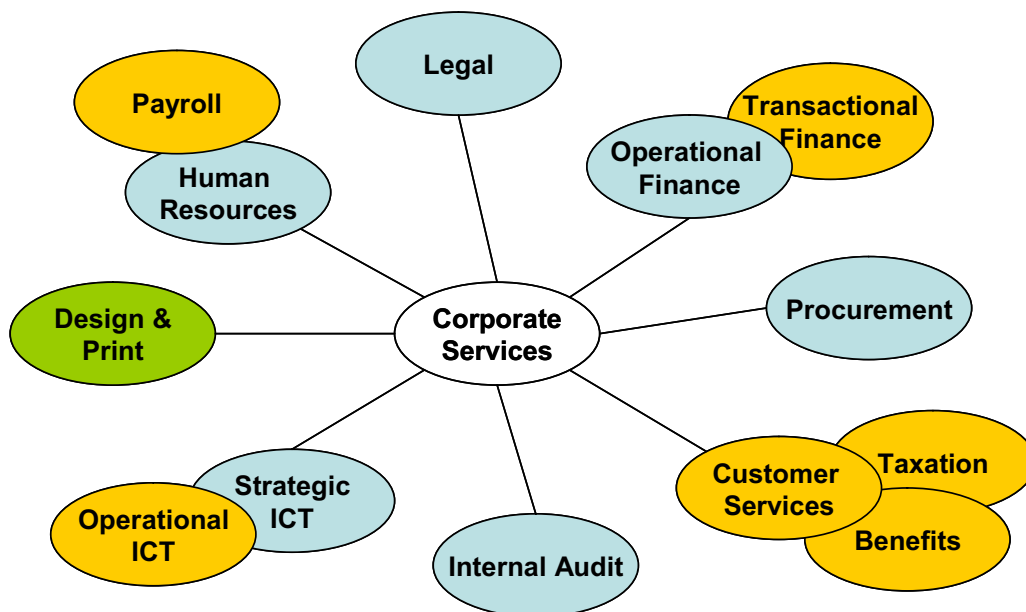 Legal
Payroll
Transactional
Finance
Operational
Finance
Human
Resources
Design &
Print
Corporate
Services
Procurement
Strategic
ICT
Operational
ICT
Internal Audit
Customer
Services
Taxation
Benefits